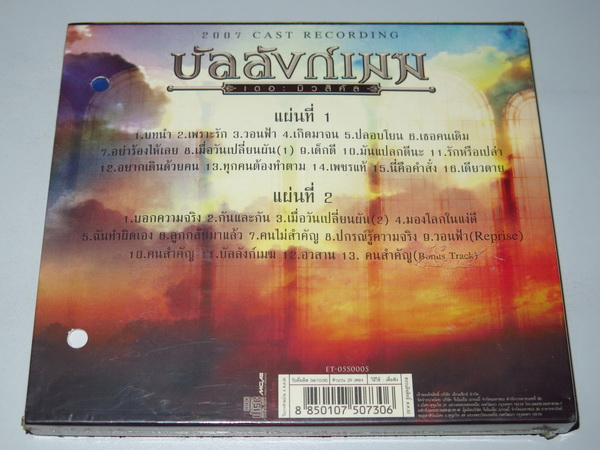 2007 CAST RECORDING
บัลลังก์เมฆ
เดอะมิวสิคัล
แผ่นที่ 1
1.บทนำ 2.เพราะรัก 3.วอนฟ้า 4.เกิดมาจน 5.ปลอบโยน 6.เธอคนเดิม
7.อย่าร้องไห้เลย 8.เมื่อวันเปลี่ยนผัน(1) 9.เด็กดี 10.มันแปลกดีนะ 11.รักหรือเปล่า
12.อยากเดินด้วยคน 13.ทุกคนต้องทำตาม 14.เพชรแท้ 15.นี่คือคำสั่ง 16.เดียวดาย
แผ่นที่ 2
1.บอกความจริง 2.กันและกัน 3.เมื่อวันเปลี่ยนผัน(2) 4.มองโลกในแง่ดี
5.ฉันทำผิดเอง 6.ลูกกลับมาแล้ว 7.คนไม่สำคัญ 8.ปกรณ์รู้ความจริง 9.วอนฟ้า(Reprise)
10.คนสำคัญ 11.บัลลังก์เมฆ 12.อวสาน 13. คนสำคัญ(Bonus Track)
ET-0550005
8 850107 507306